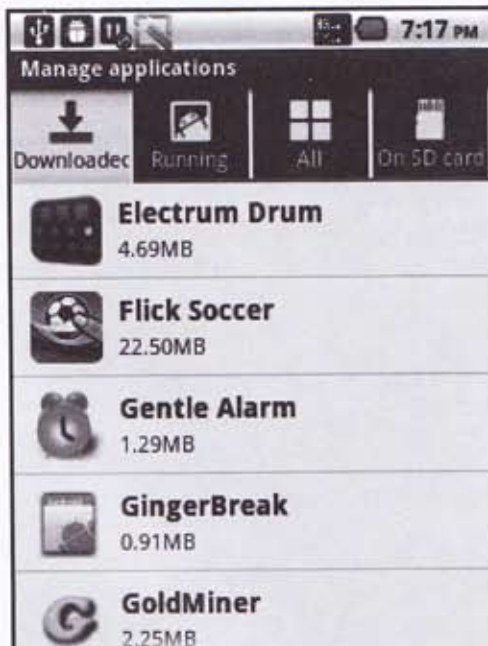 7:17 PM
Manage applications
Downloaded Running All On SD card
Electrum Drum
4.69MB
Flick Soccer
22.50MB
Gentle Alarm
1.29MB
GingerBreak
0.91MB
GoldMiner
2.25MB